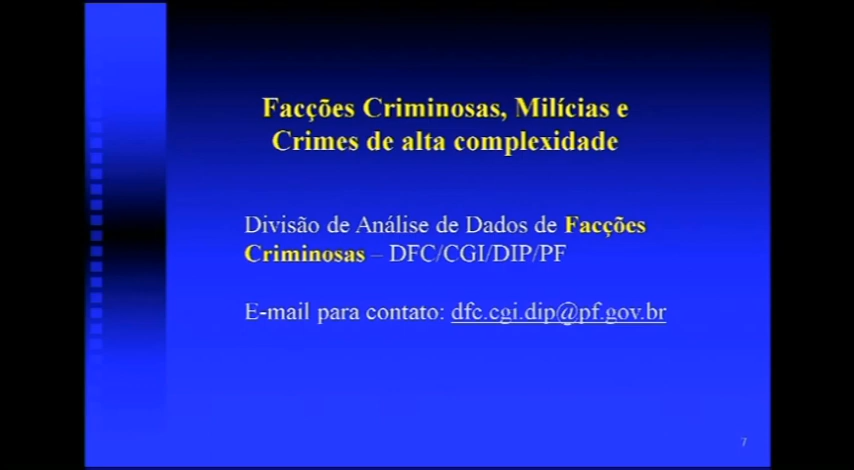 Facções Criminosas, Milícias e
Crimes de alta complexidade
Divisão de Análise de Dados de Facções
Criminosas – DFC/CGI/DIP/PF
E-mail para contato: dfc.cgi.dip@pf.gov.br
7